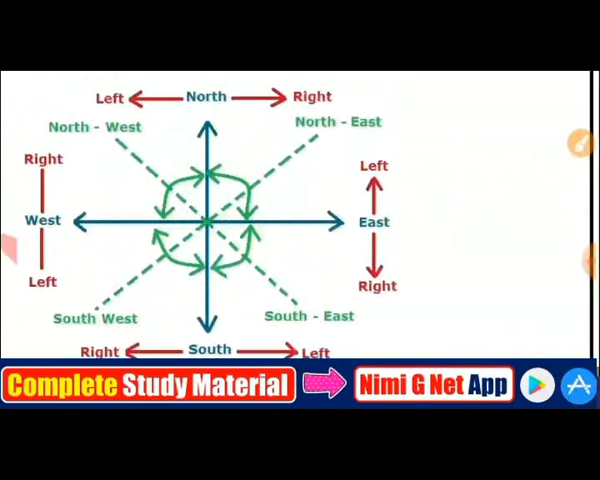 Left North Right
North - West North - East
Right Left
West East
Left Right
South West South - East
Right South Left
Complete Study Material Nimi G Net App